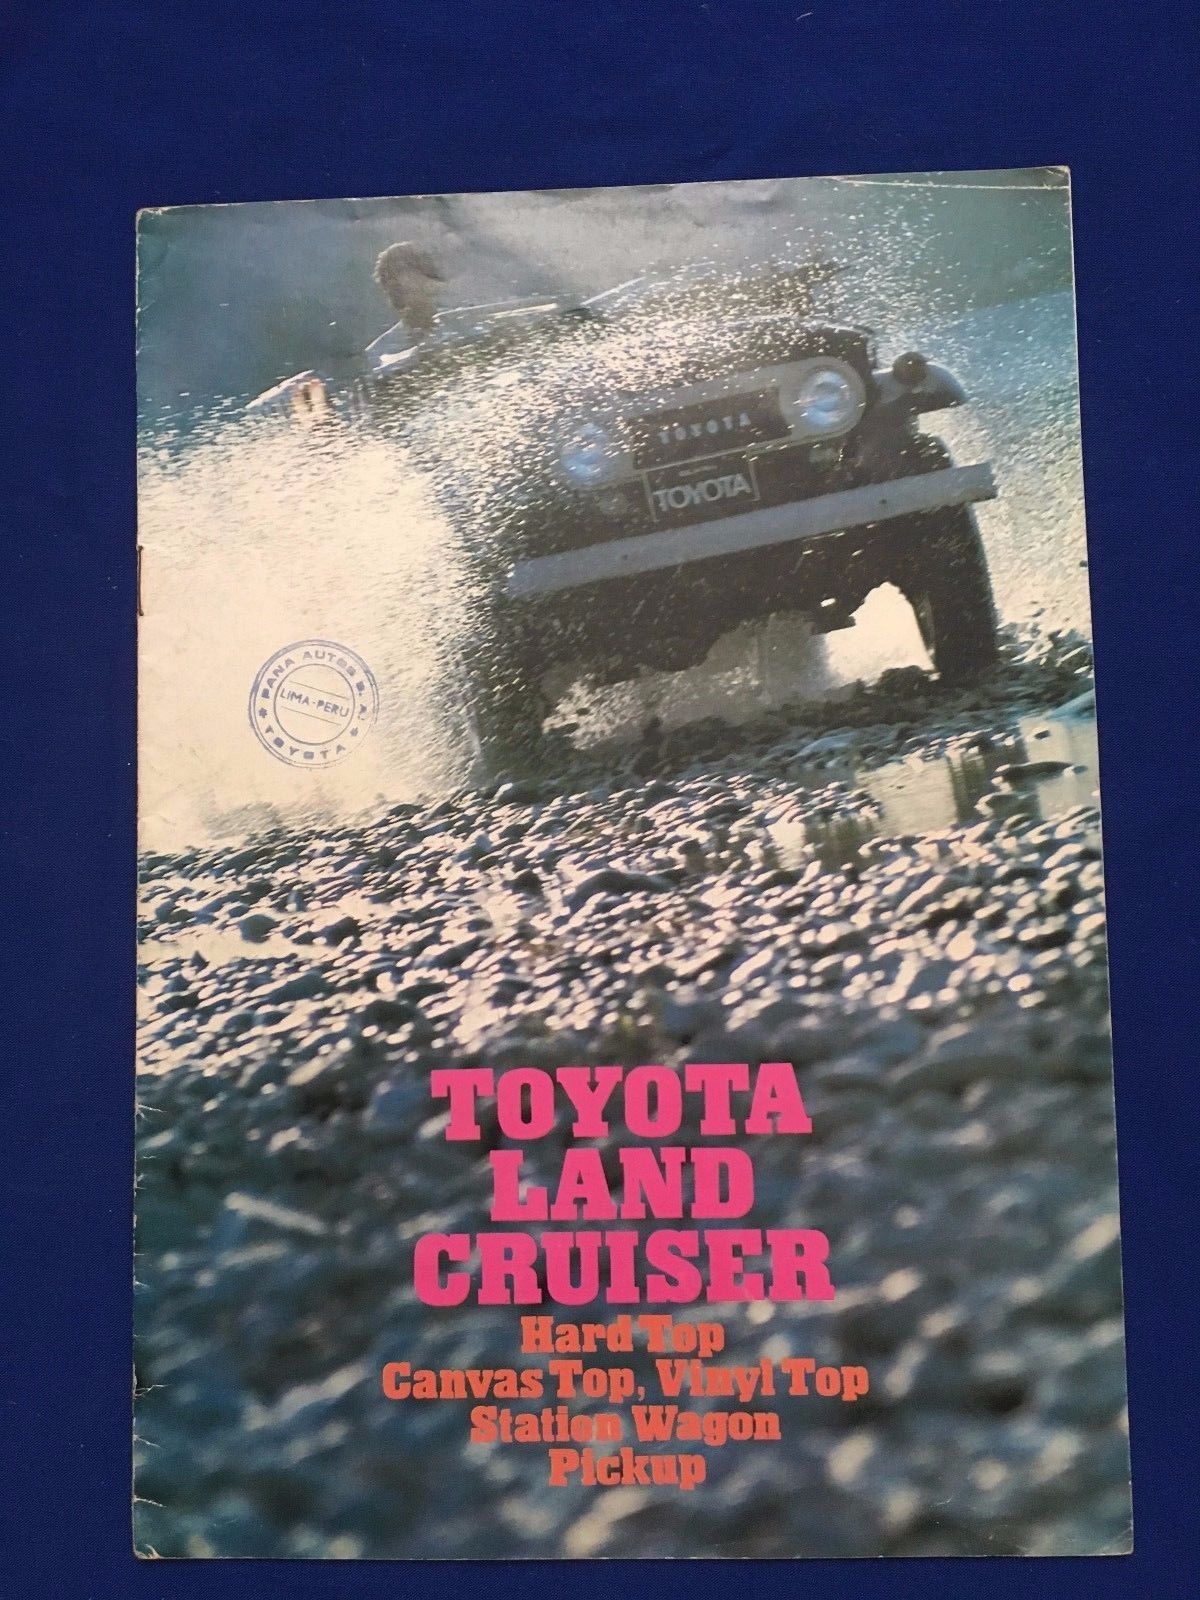 TOYOTA
TOYOTA
PANA AUTOS S. A.
LIMA-PERU
TOYOTA
TOYOTA
LAND
CRUISER
Hard Top
Canvas Top, Vinyl Top
Station Wagon
Pickup